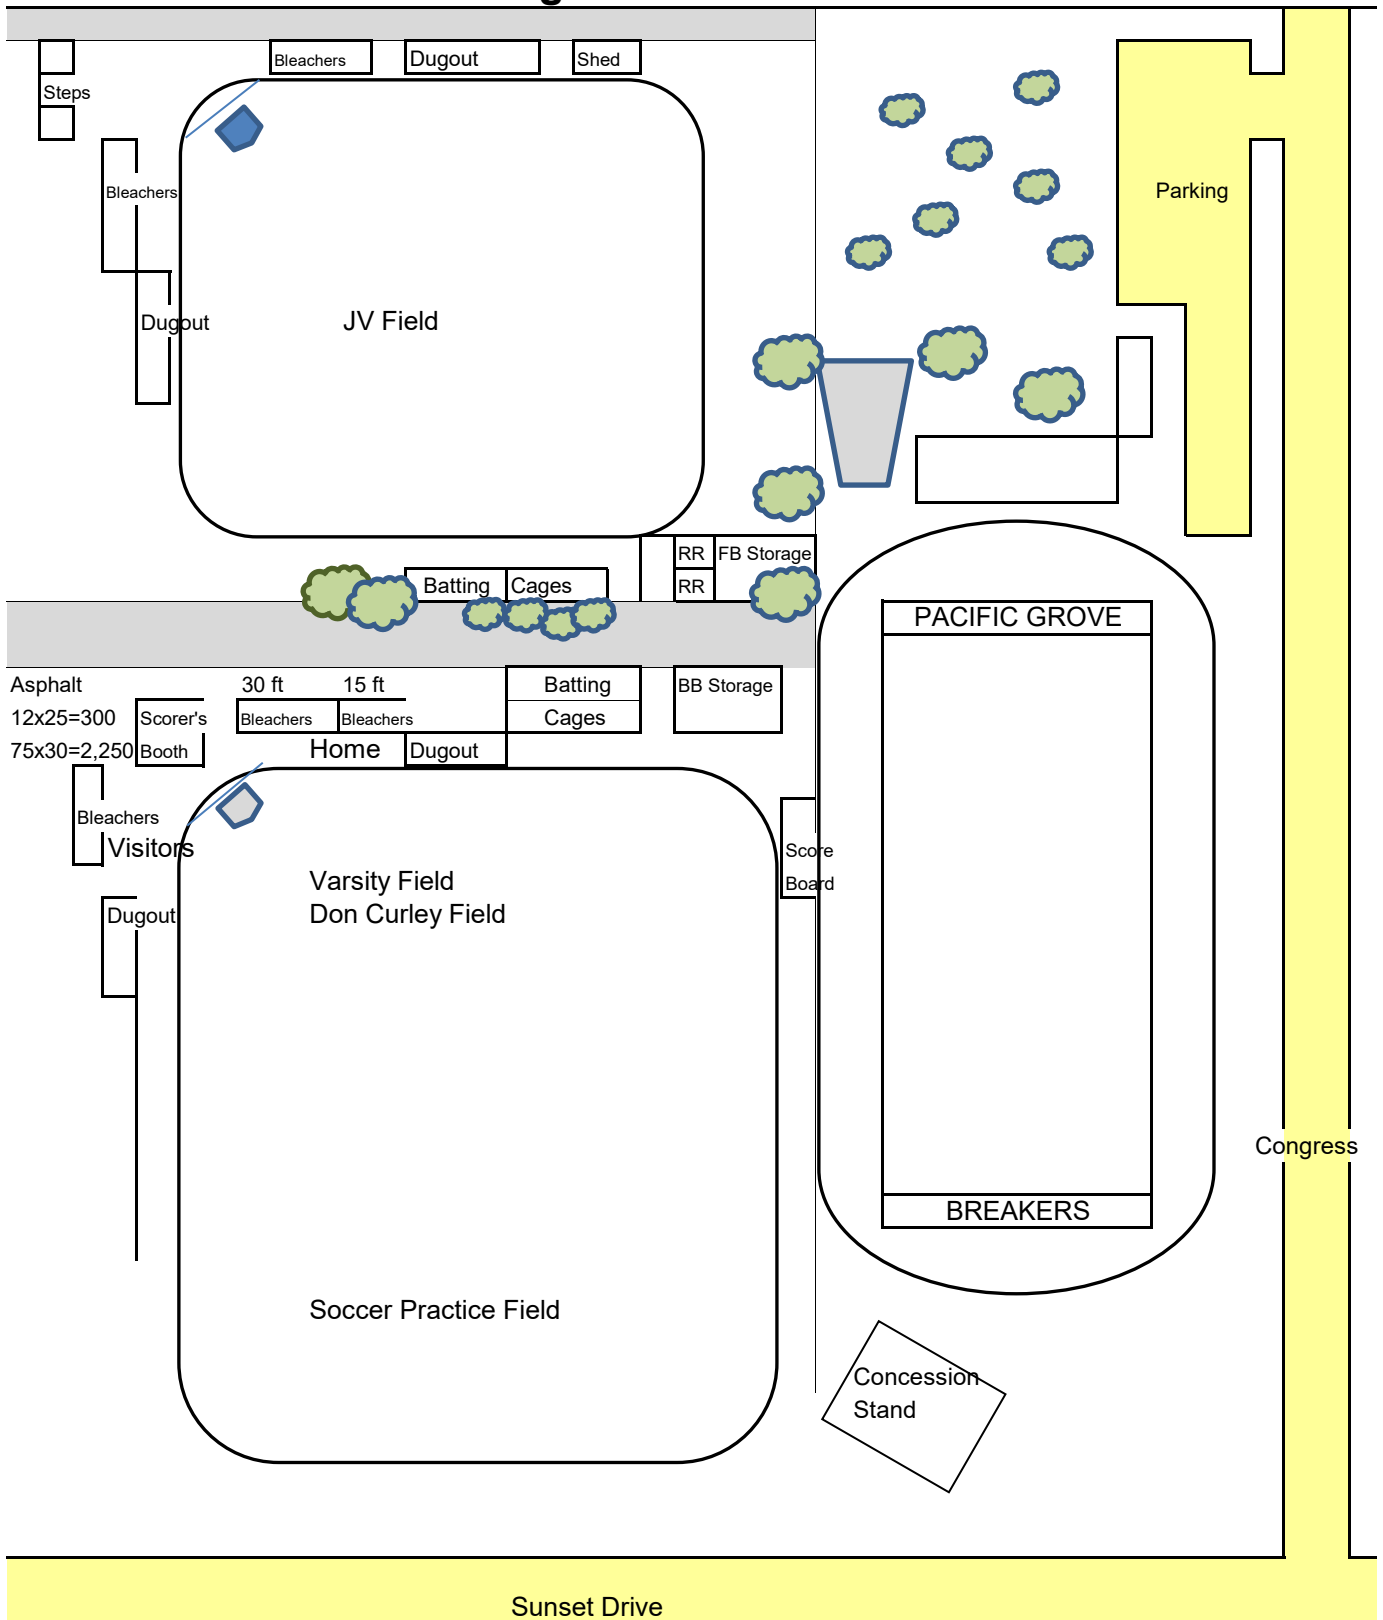 Bleachers
Dugout
Shed
Steps
Bleachers
Parking
Dugout
JV Field
RR
FB Storage
Batting
Cages
RR
PACIFIC GROVE
Asphalt
30 ft
15 ft
Batting
BB Storage
12x25=300
Scorer's
Bleachers
Bleachers
Cages
75x30=2,250
Booth
Home
Dugout
Bleachers
Visitors
Score
Board
Varsity Field
Don Curley Field
Dugout
Congress
BREAKERS
Soccer Practice Field
Concession
Stand
Sunset Drive